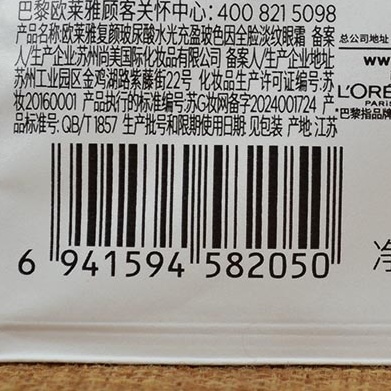 巴黎欧莱雅顾客关怀中心: 400 821 5098
产品名称:欧莱雅复颜玻尿酸水光充盈玻色因全脸淡纹眼霜 备案
人/生产企业:苏州尚美国际化妆品有限公司 备案人/生产企业地址:
苏州工业园区金鸡湖路紫藤街22号 化妆品生产许可证编号:苏
妆20160001 产品执行的标准编号:苏G妆网备字2024001724 产
品标准号: QB/T 1857 生产批号和限期使用日期: 见包装 产地: 江苏
总公司地址
WW
L'ORÉ
PARIS
*巴黎指品牌
6 941594 582050
净